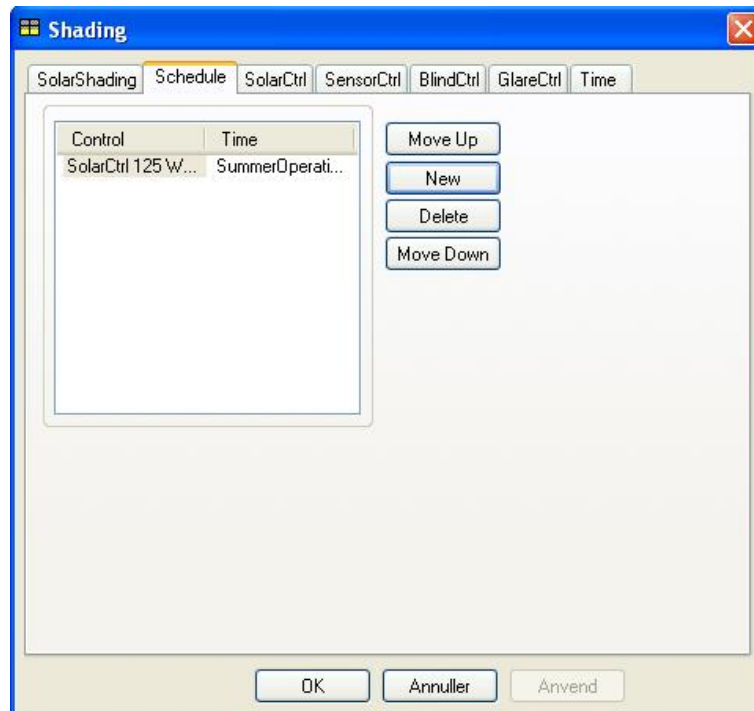 Shading
SolarShading Schedule SolarCtrl SensorCtrl BlindCtrl GlareCtrl Time
Control Time
SolarCtrl 125 W... SummerOperati...
Move Up
New
Delete
Move Down
OK Annuller Anvend